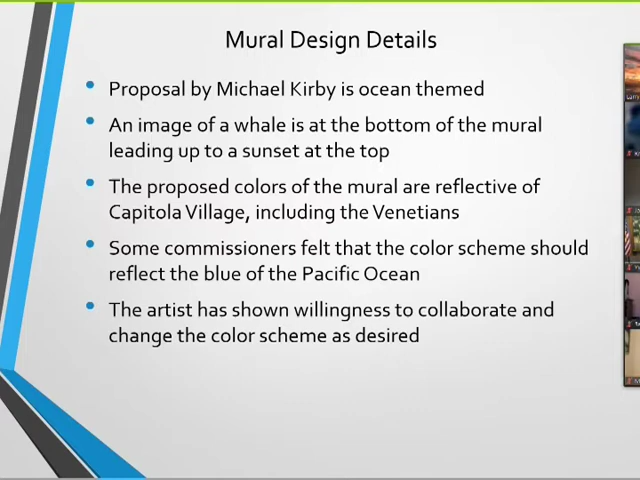 Mural Design Details
• Proposal by Michael Kirby is ocean themed
• An image of a whale is at the bottom of the mural
leading up to a sunset at the top
• The proposed colors of the mural are reflective of
Capitola Village, including the Venetians
• Some commissioners felt that the color scheme should
reflect the blue of the Pacific Ocean
• The artist has shown willingness to collaborate and
change the color scheme as desired